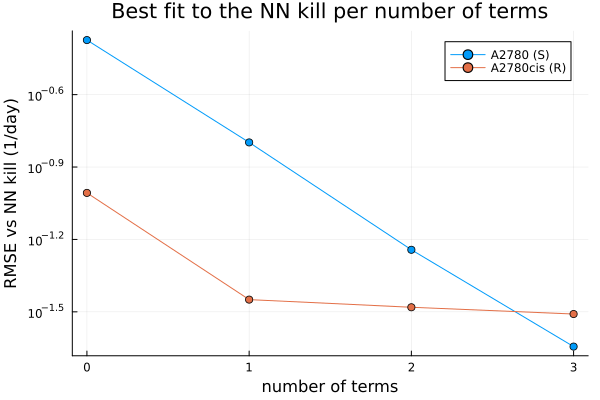 Best fit to the NN kill per number of terms
A2780 (S)
A2780cis (R)
RMSE vs NN kill (1/day)
10^−0.6
10^−0.9
10^−1.2
10^−1.5
0 1 2 3
number of terms